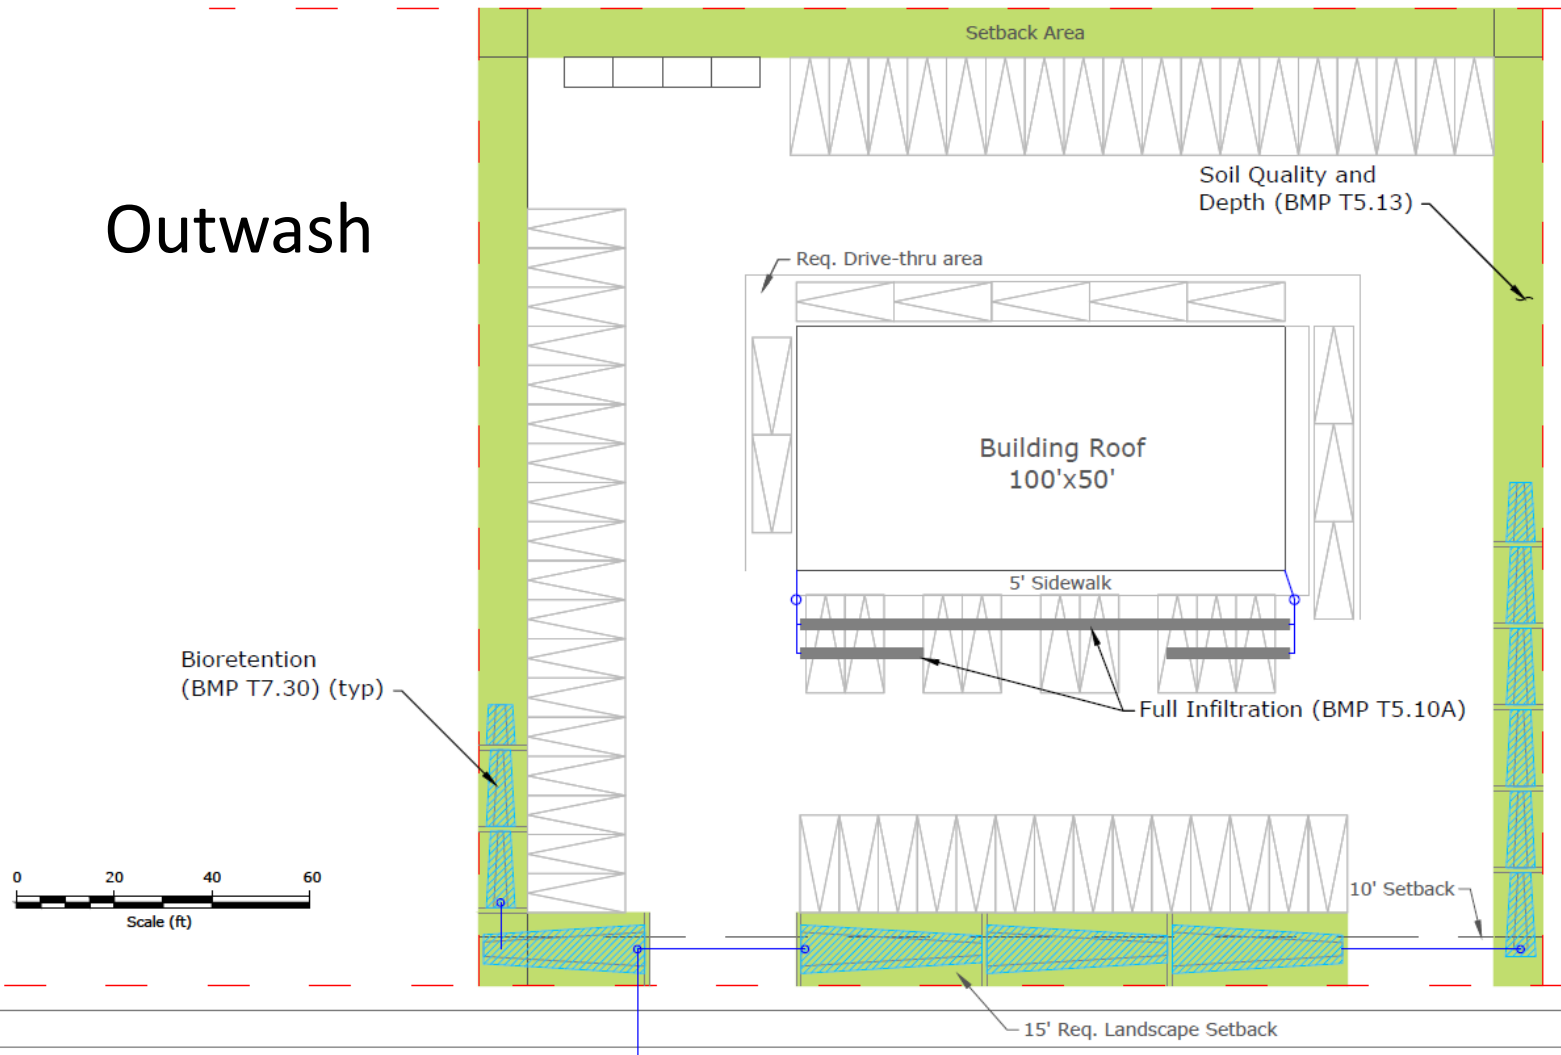 Setback Area
Outwash
Soil Quality and
Depth (BMP T5.13)
Req. Drive-thru area
Building Roof
100'x50'
5' Sidewalk
Bioretention
(BMP T7.30) (typ)
Full Infiltration (BMP T5.10A)
0 20 40 60
Scale (ft)
10' Setback
15' Req. Landscape Setback